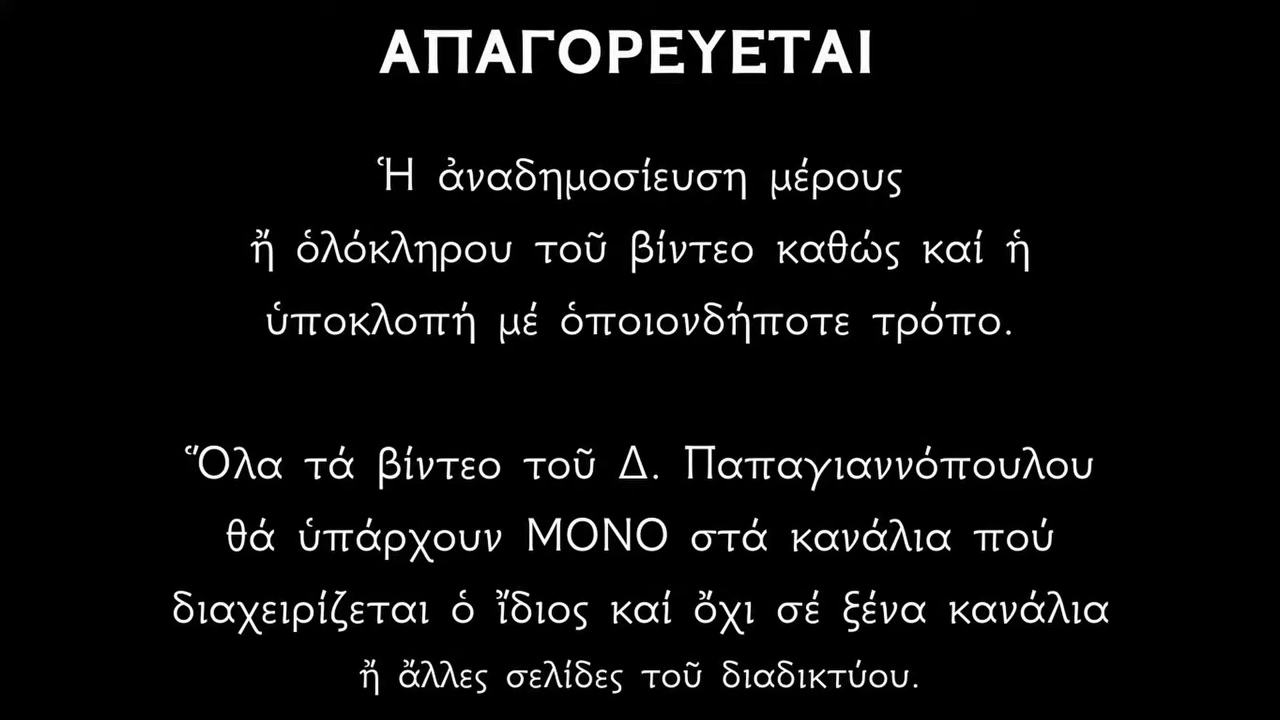 ΑΠΑΓΟΡΕΥΕΤΑΙ
Ἡ ἀναδημοσίευση μέρους
ἤ ὁλόκληρου τοῦ βίντεο καθώς καί ἡ
ὑποκλοπή μέ ὁποιονδήποτε τρόπο.
Ὅλα τά βίντεο τοῦ Δ. Παπαγιαννόπουλου
θά ὑπάρχουν ΜΟΝΟ στά κανάλια πού
διαχειρίζεται ὁ ἴδιος καί ὄχι σέ ξένα κανάλια
ἤ ἄλλες σελίδες τοῦ διαδικτύου.